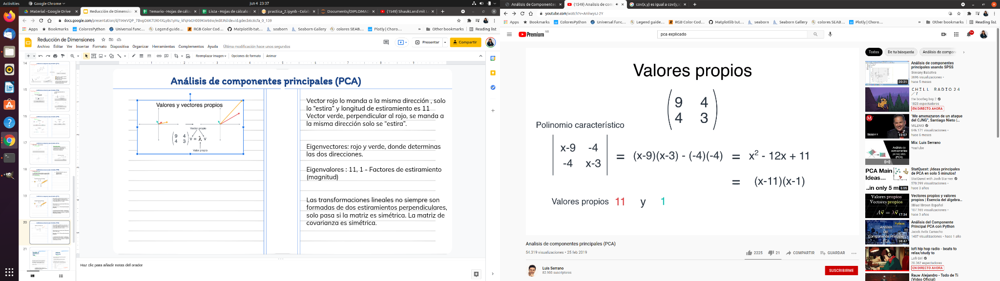 Activities
Google Chrome
jun 4 23:37
Material - Google Drive
Reducción de Dimension
Temario - Hojas de cálcu
Lista - Hojas de cálculo
practica_2.ipynb - Colab
Documents/DIPLOMAD
(1549) ShuukLand mit L
docs.google.com/presentation/d/1WeVQP_7BvgO6K7t904XLy8s1yHu_kFqHxtH009KW66w/edit#slide=id.gdecb6c6cfa_0_139
Apps
Bookmarks
ColoresPython
Universal func...
Legend guide...
RGB Color Cod...
Matplotlib tut...
seaborn
Seaborn Gallery
colores SEAB...
Plotly | Choro...
»
Other bookmarks
Reading list
Reducción de Dimensiones
Archivo Editar Ver Insertar Formato Diapositiva Organizar Herramientas Complementos Ayuda
Última modificación hace unos segundos
Presentar
Compartir
Reemplazar imagen
Opciones de formato
Animar
14
15
16
17
18
19
20
21
Análisis de componentes principales (PCA)
Valores y vectores propios
Vector propio
9 4
4 3
v = λ v
Valor propio
Vector rojo lo manda a la misma dirección , solo
lo “estira” y longitud de estiramiento es 11
Vector verde, perpendicular al rojo, se manda a
la misma dirección solo se “estira”.
Eigenvectores: rojo y verde, donde determinas
las dos direcciones.
Eigenvalores : 11, 1 - Factores de estiramiento
(magnitud)
Las transformaciones lineales no siempre son
formadas de dos estiramientos perpendiculares,
solo pasa si la matriz es simétrica. La matriz de
covarianza es simétrica.
Haz clic para añadir notas del orador
Análisis de Componentes
(1549) Analisis de com
cov(x,y) es igual a cov(y,x
youtube.com/watch?v=AniiwysJ-2Y
Apps
Bookmarks
ColoresPython
Universal func...
Legend guide...
RGB Color Cod...
Matplotlib tut...
seaborn
Seaborn Gallery
colores SEAB...
Plotly | Choro...
»
Other bookmarks
Reading list
Premium
MX
pca explicado
9+
Valores propios
9 4
4 3
Polinomio característico
x-9 -4
-4 x-3
= (x-9)(x-3) - (-4)(-4) = x² - 12x + 11
= (x-11)(x-1)
Valores propios 11 y 1
Analisis de componentes principales (PCA)
54.319 visualizaciones • 25 feb 2019
2225
21
COMPARTIR
GUARDAR
Luis Serrano
82.900 suscriptores
SUSCRIBIRME
Todos
De tu búsqueda
Análisis de compon
Análisis de componentes
principales usando SPSS
Giovany Babativa
3695 visualizaciones •
hace 5 meses
20:21
CHILL RADIO 24
/7
the bootleg boy 2
1823 espectadores
EN DIRECTO AHORA
"Me amenazaron de un ataque
del CJNG", Santiago Nieto |...
MILENIO
646.171 visualizaciones •
hace 6 meses
13:07
Mix: Luis Serrano
YouTube
Análisis de
componentes
principales
(PCA)
StatQuest: ¡Ideas principales
de PCA en solo 5 minutos!
StatQuest with Josh Starmer
570.299 visualizaciones •
hace 3 años
PCA Main
Ideas...
..in only 5 m
6:05
Vectores propios y valores
propios | Esencia del álgebra...
3Blue1Brown Español
107.165 visualizaciones •
hace 3 años
Valores propios
Vectores propios
17:34
Análisis del Componente
Principal PCA con Python
Jacob Avila Camacho
1437 visualizaciones • hace 1 año
Python
Análisis
del
Componente Principal
PCA
38:47
lofi hip hop radio - beats to
relax/study to
Lofi Girl
20.362 espectadores
EN DIRECTO AHORA
Rauw Alejandro - Todo de Ti
(Video Oficial)